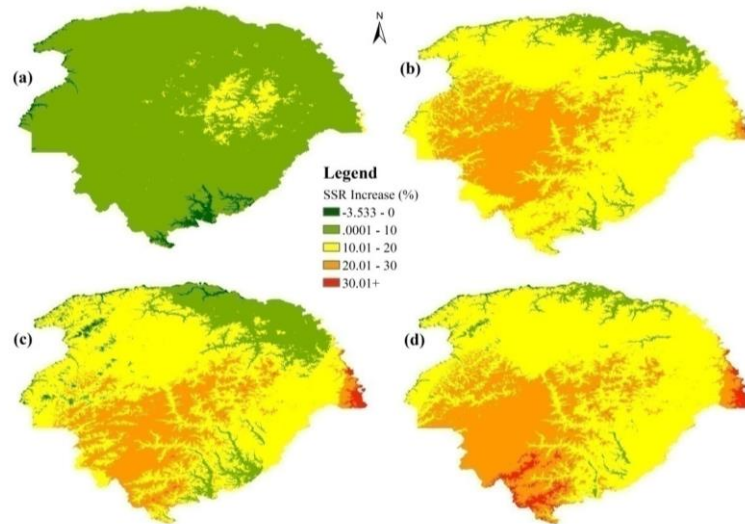 N
(a)
(b)
Legend
SSR Increase (%)
-3.533 - 0
.0001 - 10
10.01 - 20
20.01 - 30
30.01+
(c)
(d)